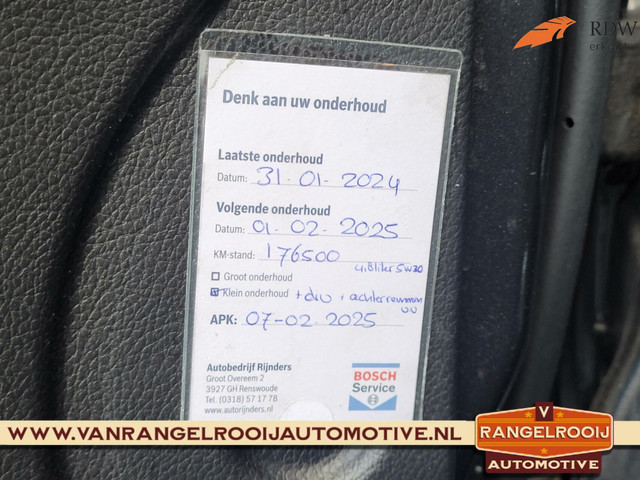 RDW
Denk aan uw onderhoud
Laatste onderhoud
Datum: 31-01-2024
Volgende onderhoud
Datum: 01-02-2025
KM-stand: 176500
5W30
Groot onderhoud
Klein onderhoud + + achterremmen
APK: 07-02-2025
Autobedrijf Rijnders
Groot Overeem 2
3927 GH Renswoude
Tel. (0318) 57 17 78
www.autorijnders.nl
BOSCH
Service
WWW.VANRANGELROOIJAUTOMOTIVE.NL
V
RANGELROOIJ
AUTOMOTIVE